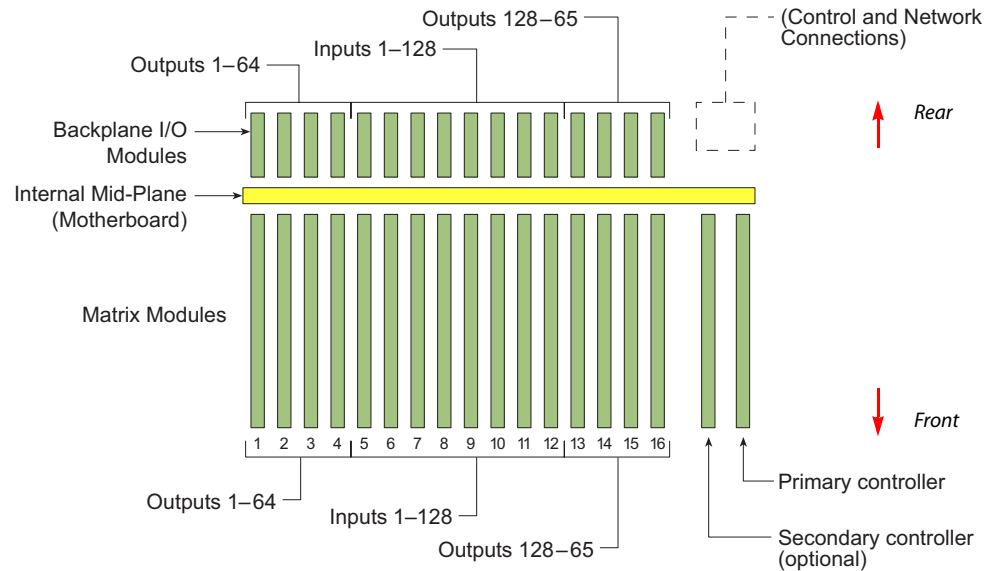 Outputs 128–65
(Control and Network
Connections)
Inputs 1–128
Outputs 1–64
Backplane I/O
Modules
Rear
Internal Mid-Plane
(Motherboard)
Matrix Modules
Front
1 2 3 4 5 6 7 8 9 10 11 12 13 14 15 16
Primary controller
Outputs 1–64
Inputs 1–128
Secondary controller
(optional)
Outputs 128–65